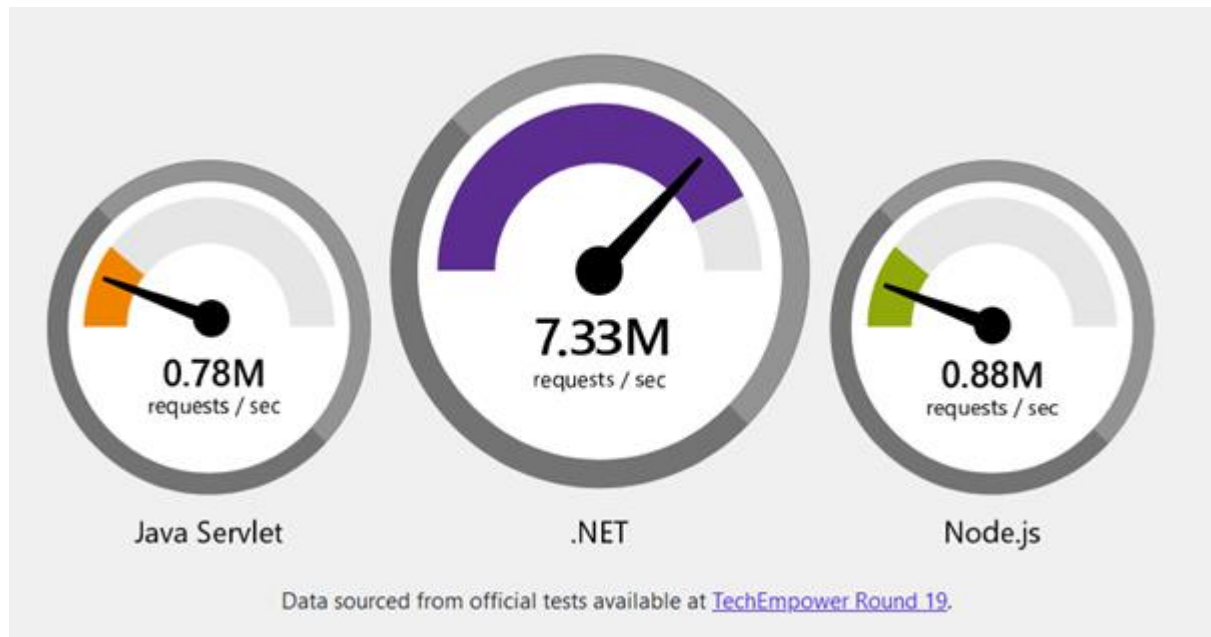 0.78M
requests / sec
Java Servlet
7.33M
requests / sec
.NET
0.88M
requests / sec
Node.js
Data sourced from official tests available at TechEmpower Round 19.